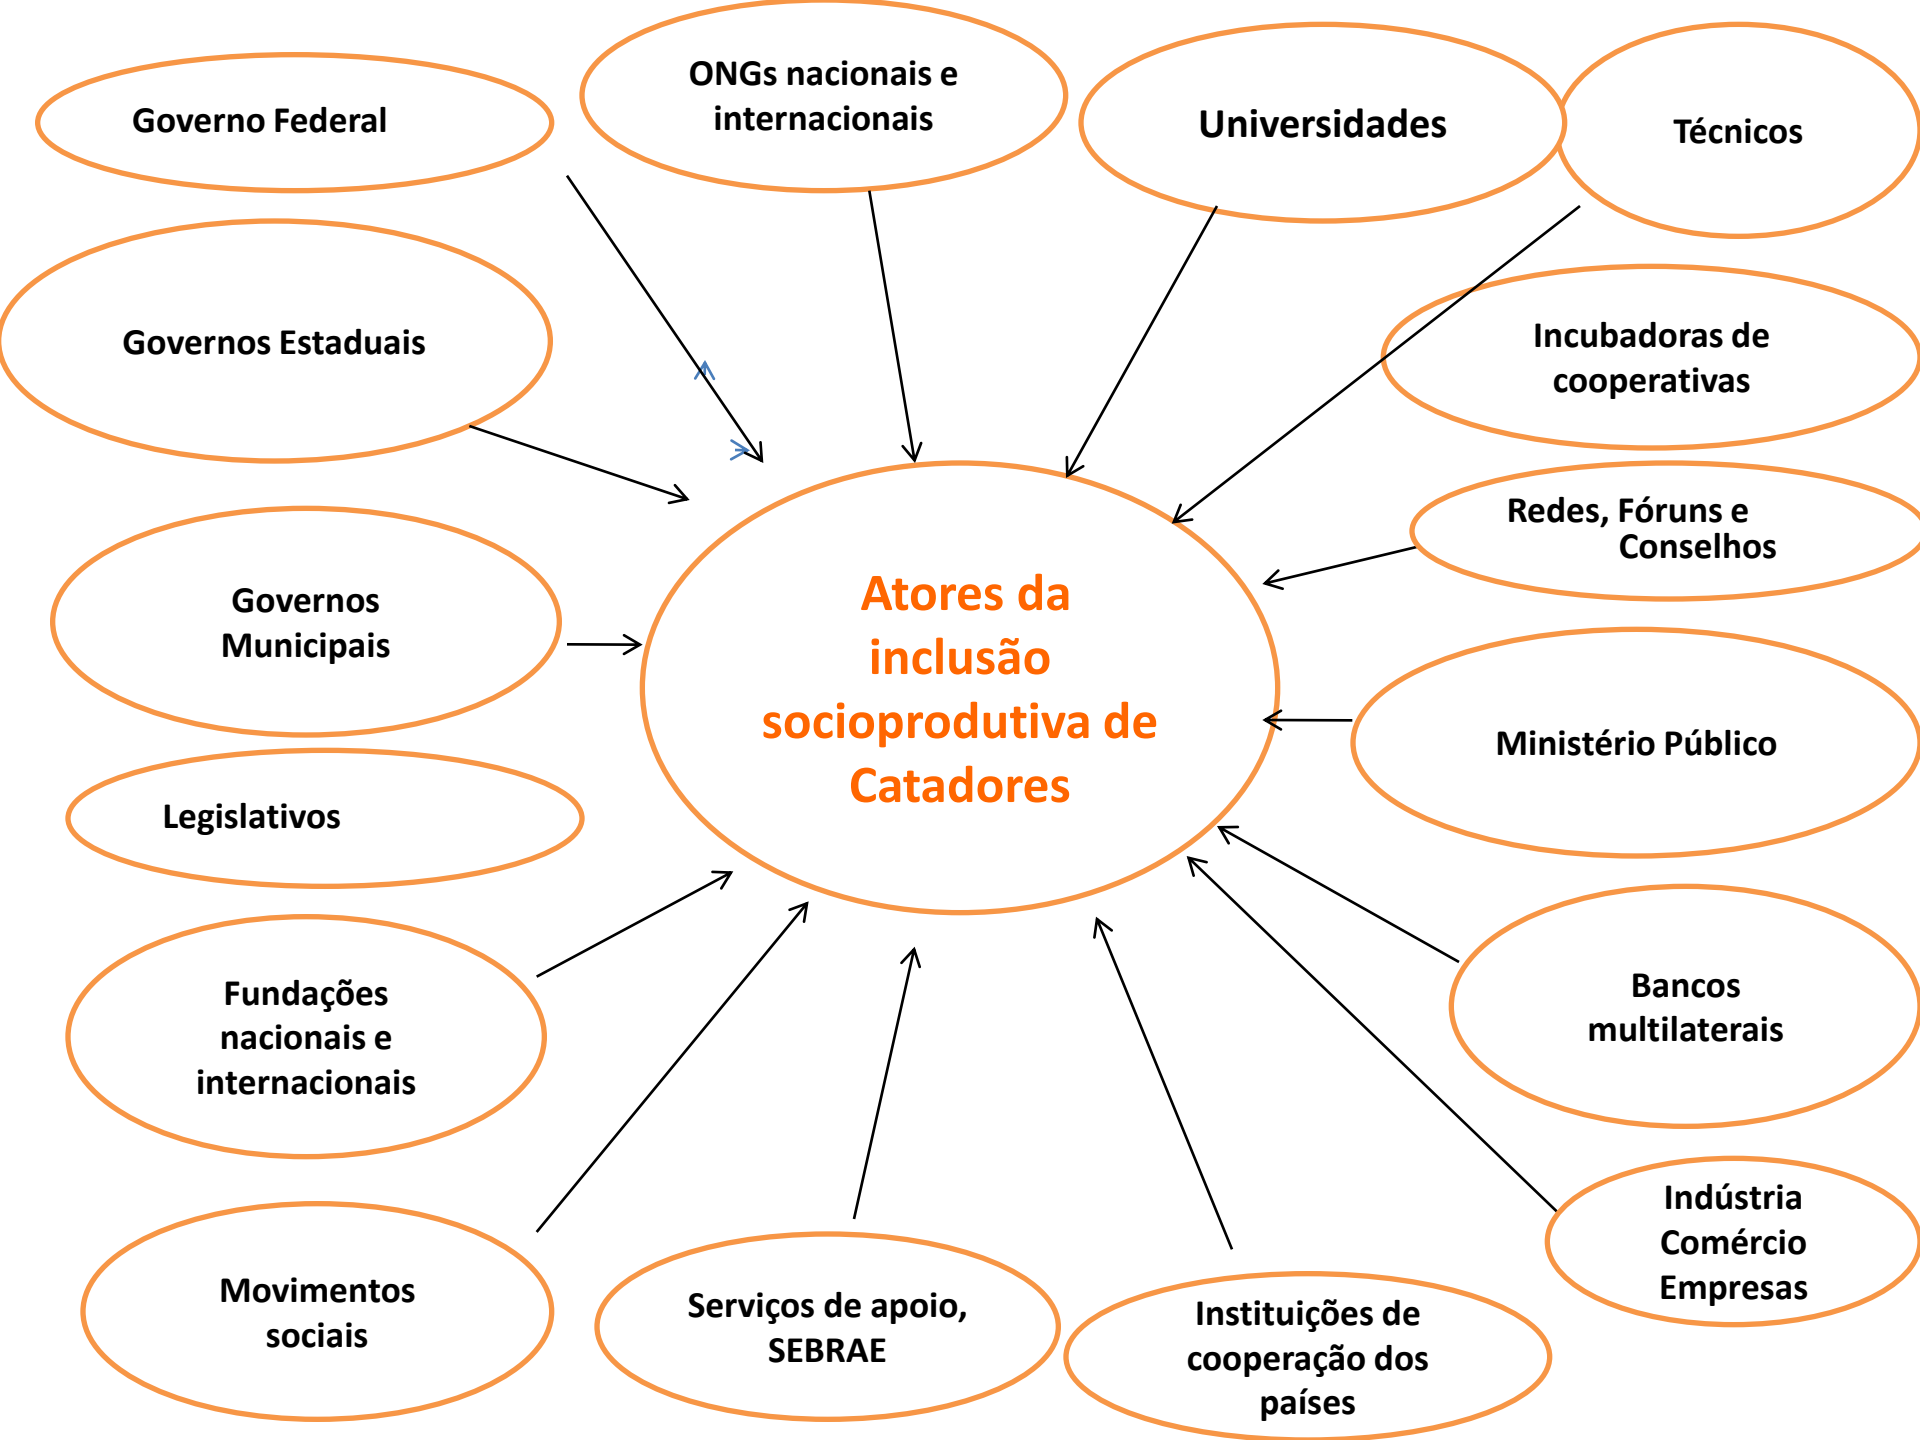 Governo Federal
ONGs nacionais e
internacionais
Universidades
Técnicos
Governos Estaduais
Incubadoras de
cooperativas
Redes, Fóruns e
Conselhos
Governos
Municipais
Atores da
inclusão
socioprodutiva de
Catadores
Ministério Público
Legislativos
Fundações
nacionais e
internacionais
Bancos
multilaterais
Movimentos
sociais
Serviços de apoio,
SEBRAE
Instituições de
cooperação dos
países
Indústria
Comércio
Empresas